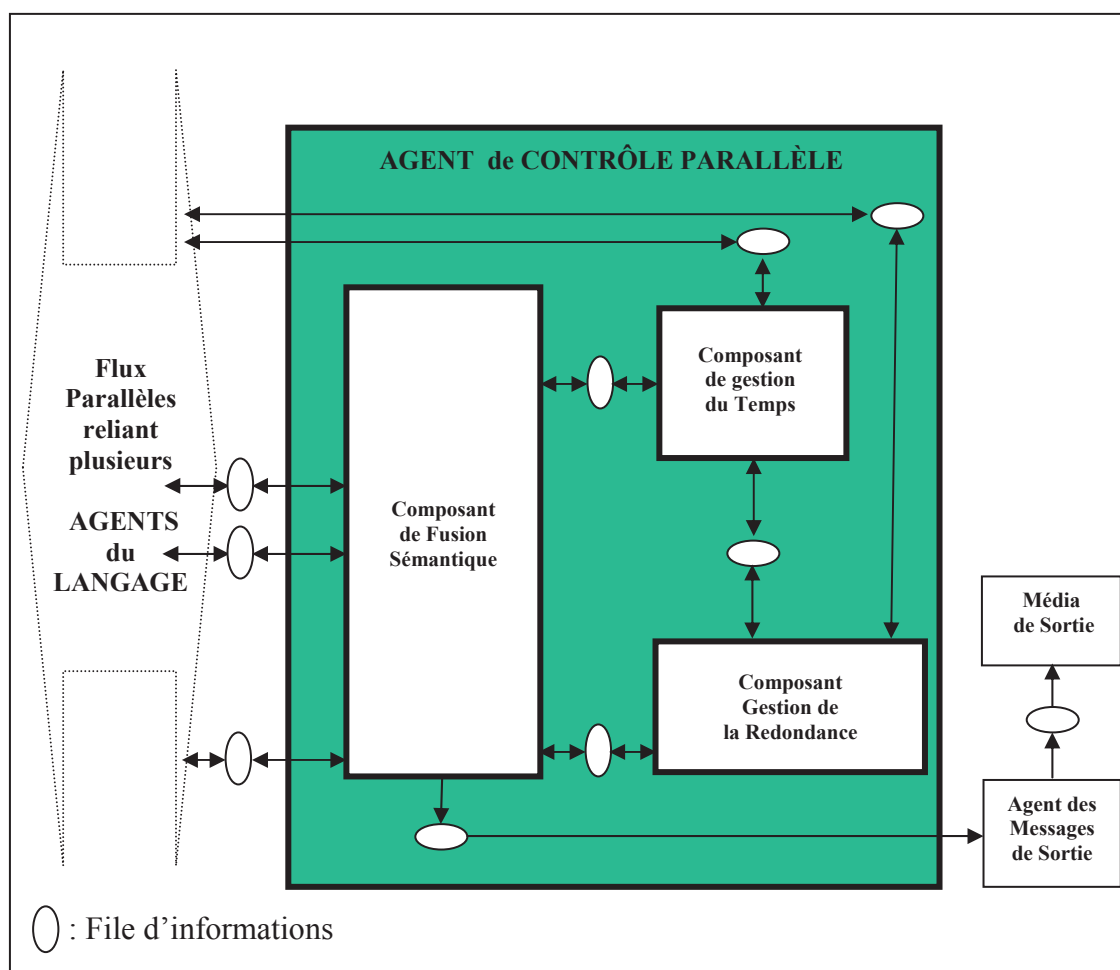 AGENT de CONTRÔLE PARALLÈLE
Flux
Parallèles
reliant
plusieurs
AGENTS
du
LANGAGE
Composant
de Fusion
Sémantique
Composant
de gestion
du Temps
Composant
Gestion de
la Redondance
Média
de Sortie
Agent des
Messages
de Sortie
: File d’informations